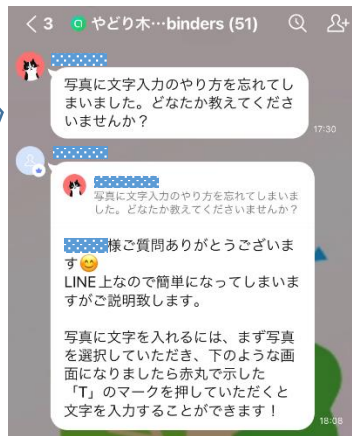 3 やどり木…binders (51)
写真に文字入力のやり方を忘れてし
まいました。どなたか教えてくださ
いませんか？
17:30
写真に文字入力のやり方を忘れてしまいま
した。どなたか教えてくださいませんか？
様ご質問ありがとうございま
す😊
LINE上なので簡単になってしまいま
すがご説明致します。
写真に文字を入れるには、まず写真
を選択していただき、下のような画
面になりましたら赤丸で示した
「T」のマークを押していただくと
文字を入力することができます！
18:08